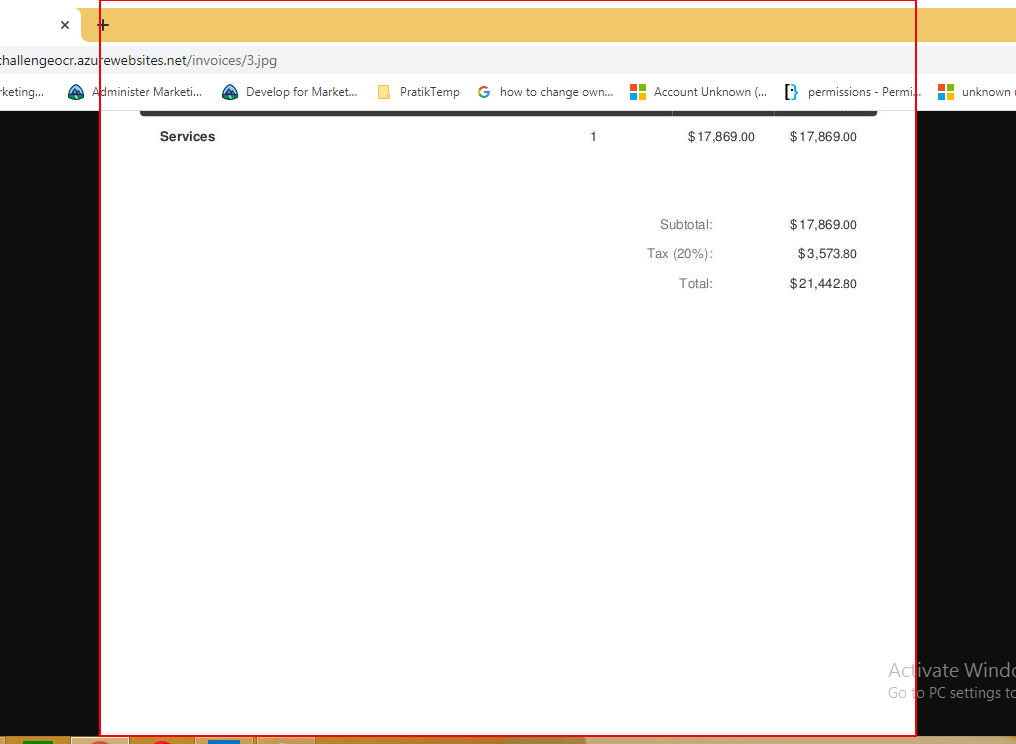 × +
challengeocr.azurewebsites.net/invoices/3.jpg
rketing... Administer Marketi... Develop for Market... PratikTemp how to change own... Account Unknown (... permissions - Permi... unknown
Services 1 $17,869.00 $17,869.00
Subtotal: $17,869.00
Tax (20%): $3,573.80
Total: $21,442.80
Activate Windo
Go to PC settings to